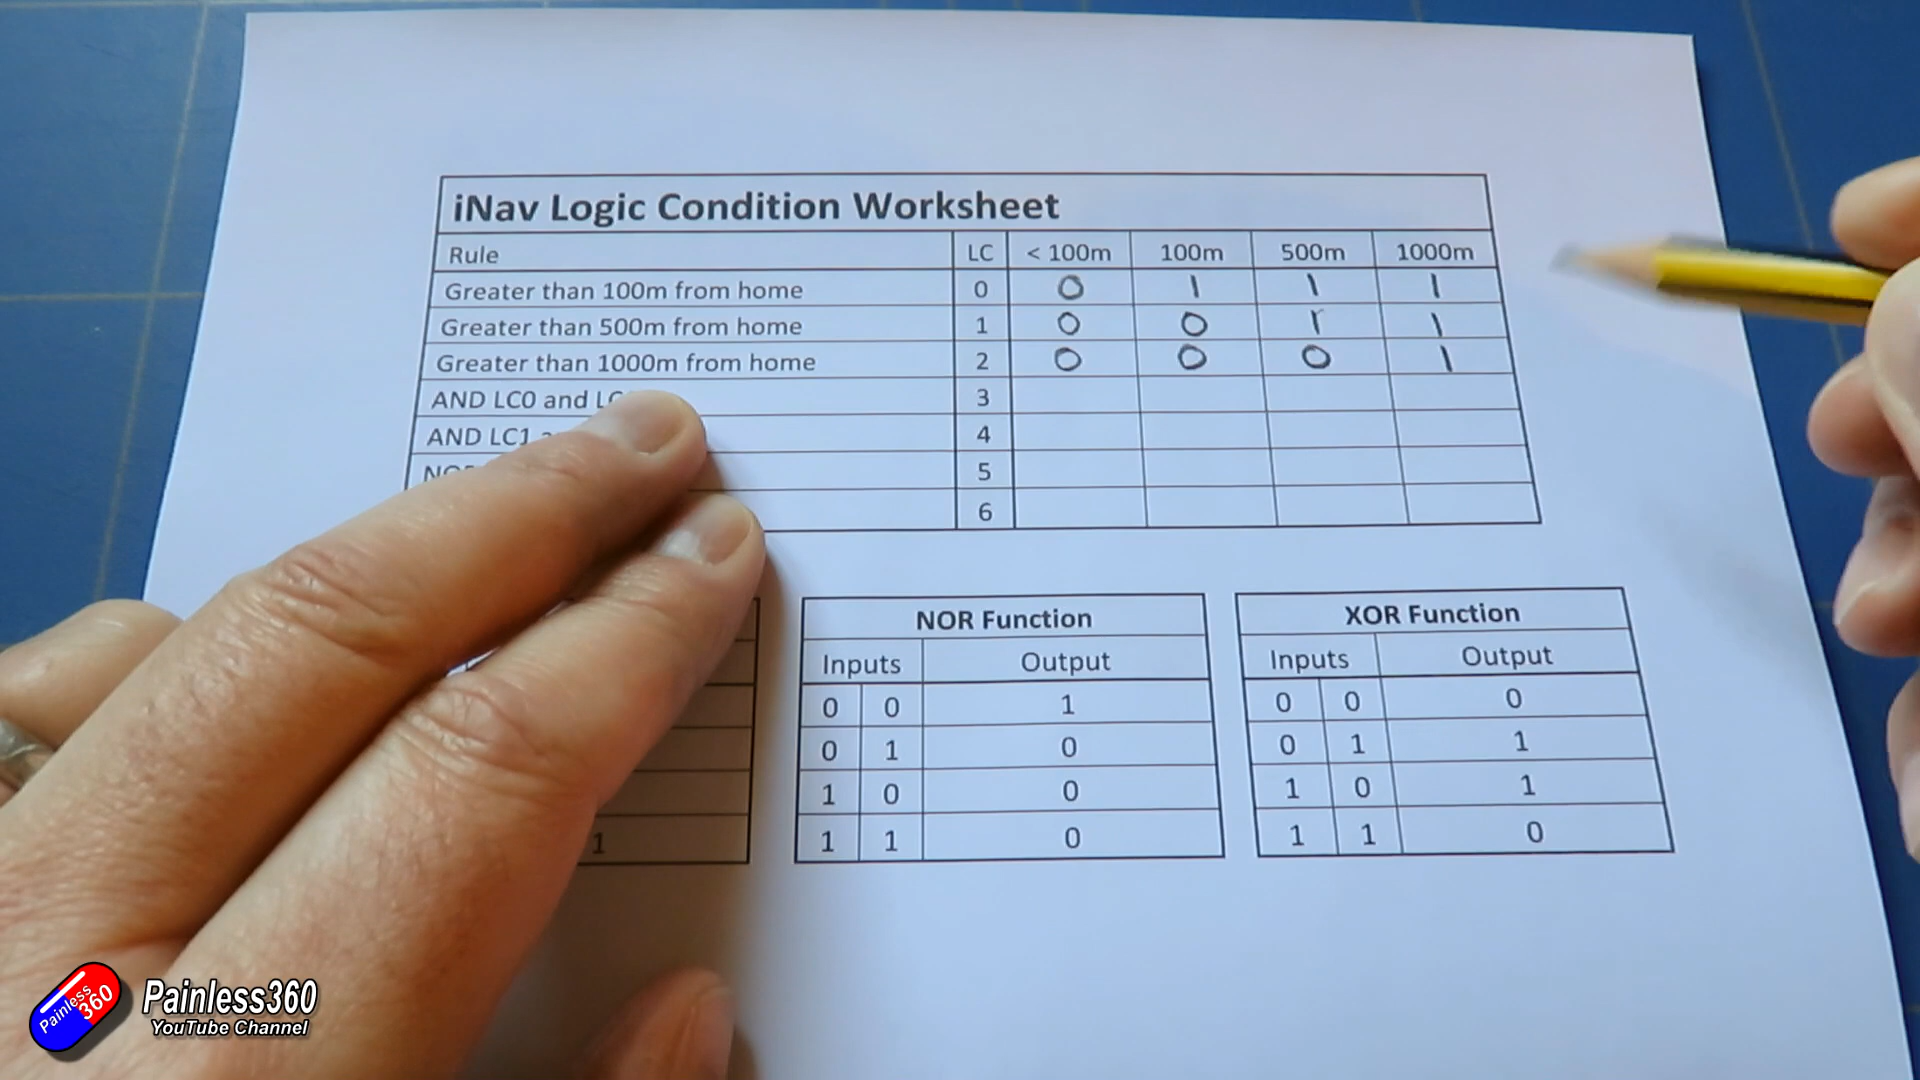 iNav Logic Condition Worksheet
Rule LC < 100m 100m 500m 1000m
Greater than 100m from home 0 0 1 1 1
Greater than 500m from home 1 0 0 1 1
Greater than 1000m from home 2 0 0 0 1
AND LC0 and 3
AND LC1 4
5
6
NOR Function
Inputs Output
0 0 1
0 1 0
1 0 0
1 1 0
XOR Function
Inputs Output
0 0 0
0 1 1
1 0 1
1 1 0
1
Painless 360
Painless360
YouTube Channel